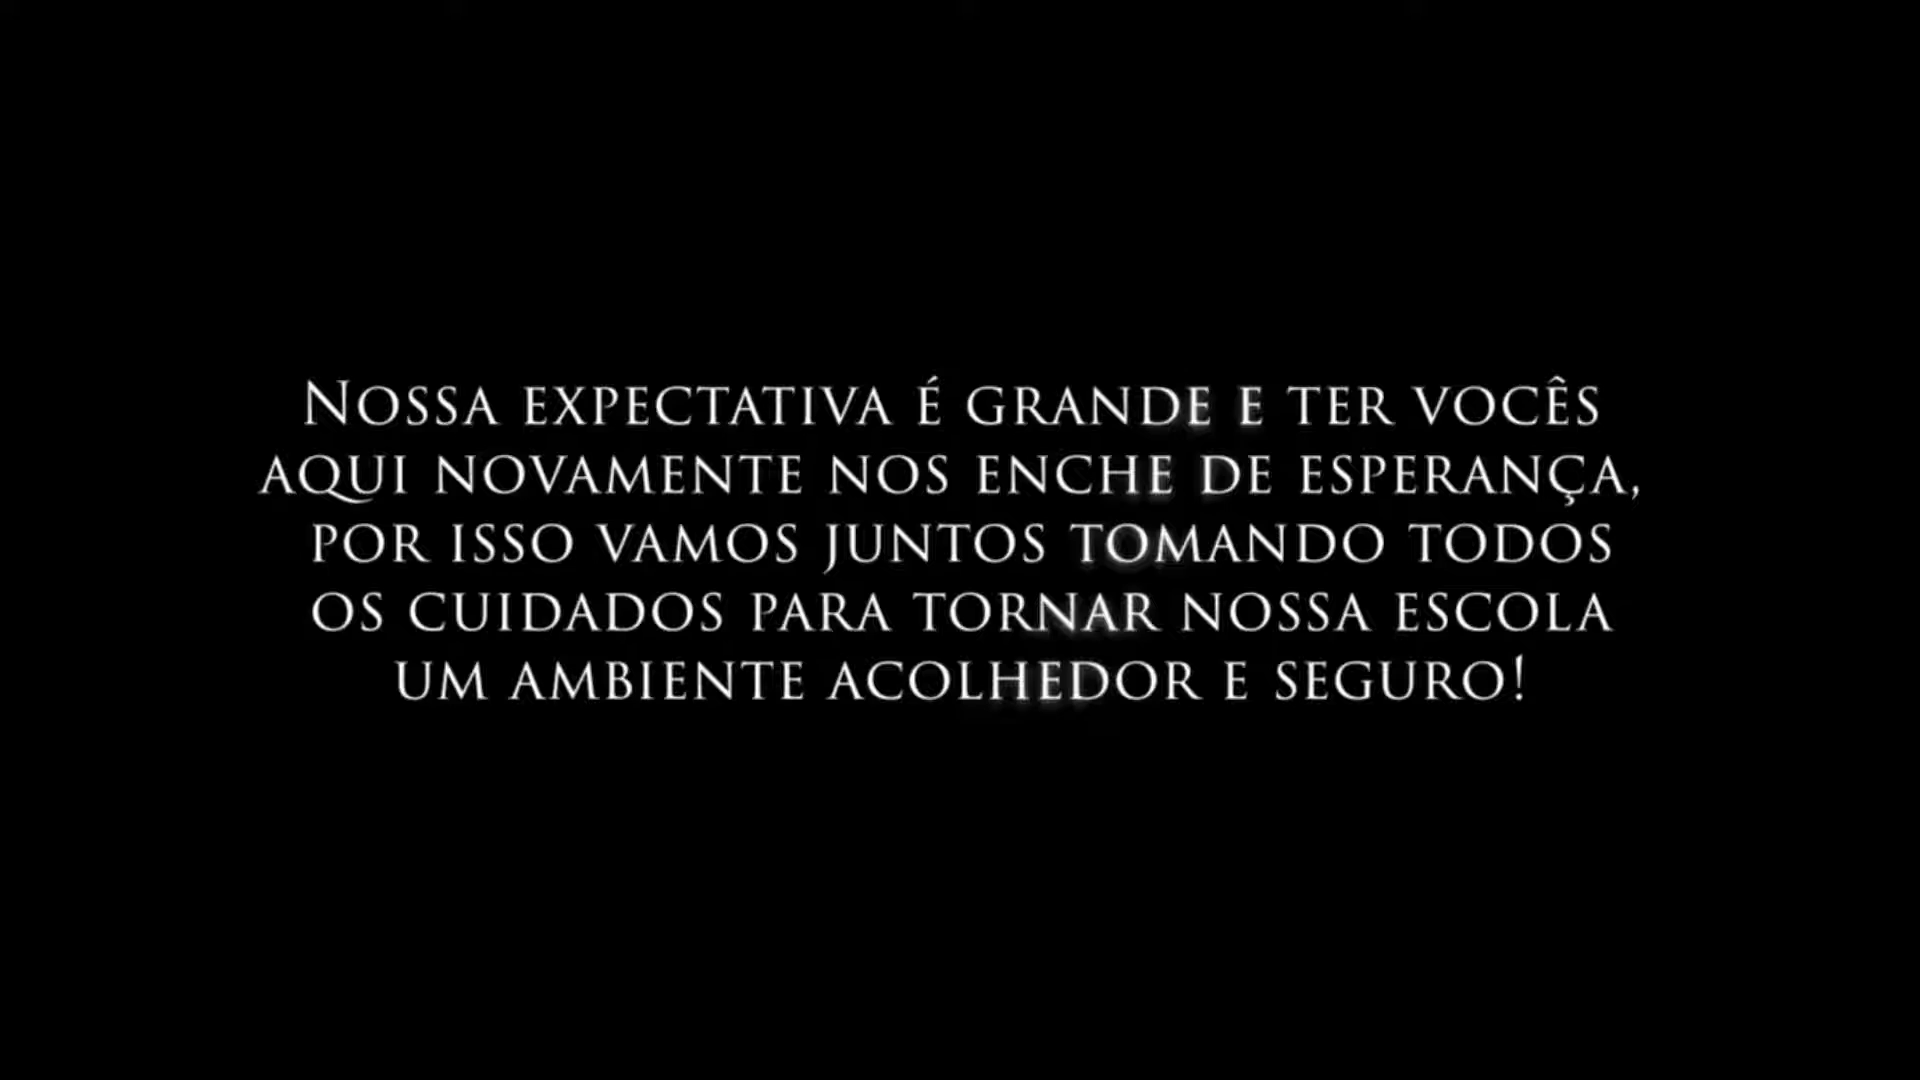 Nossa expectativa é grande e ter vocês
aqui novamente nos enche de esperança,
por isso vamos juntos tomando todos
os cuidados para tornar nossa escola
um ambiente acolhedor e seguro!